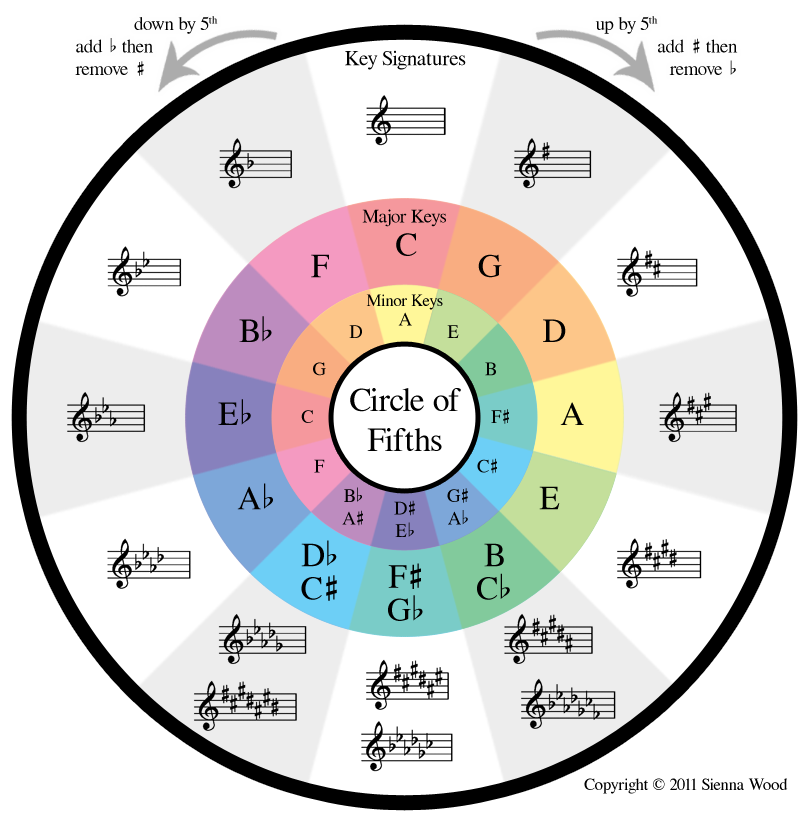 down by 5th
add ♭ then
remove ♯
up by 5th
add ♯ then
remove ♭
Key Signatures
Major Keys
C
G
D
A
E
B
C♭
F♯
G♭
D♭
C♯
A♭
E♭
B♭
F
Minor Keys
A
E
B
F♯
C♯
G♯
A♭
D♯
E♭
B♭
A♯
F
C
G
D
Circle of
Fifths
Copyright © 2011 Sienna Wood